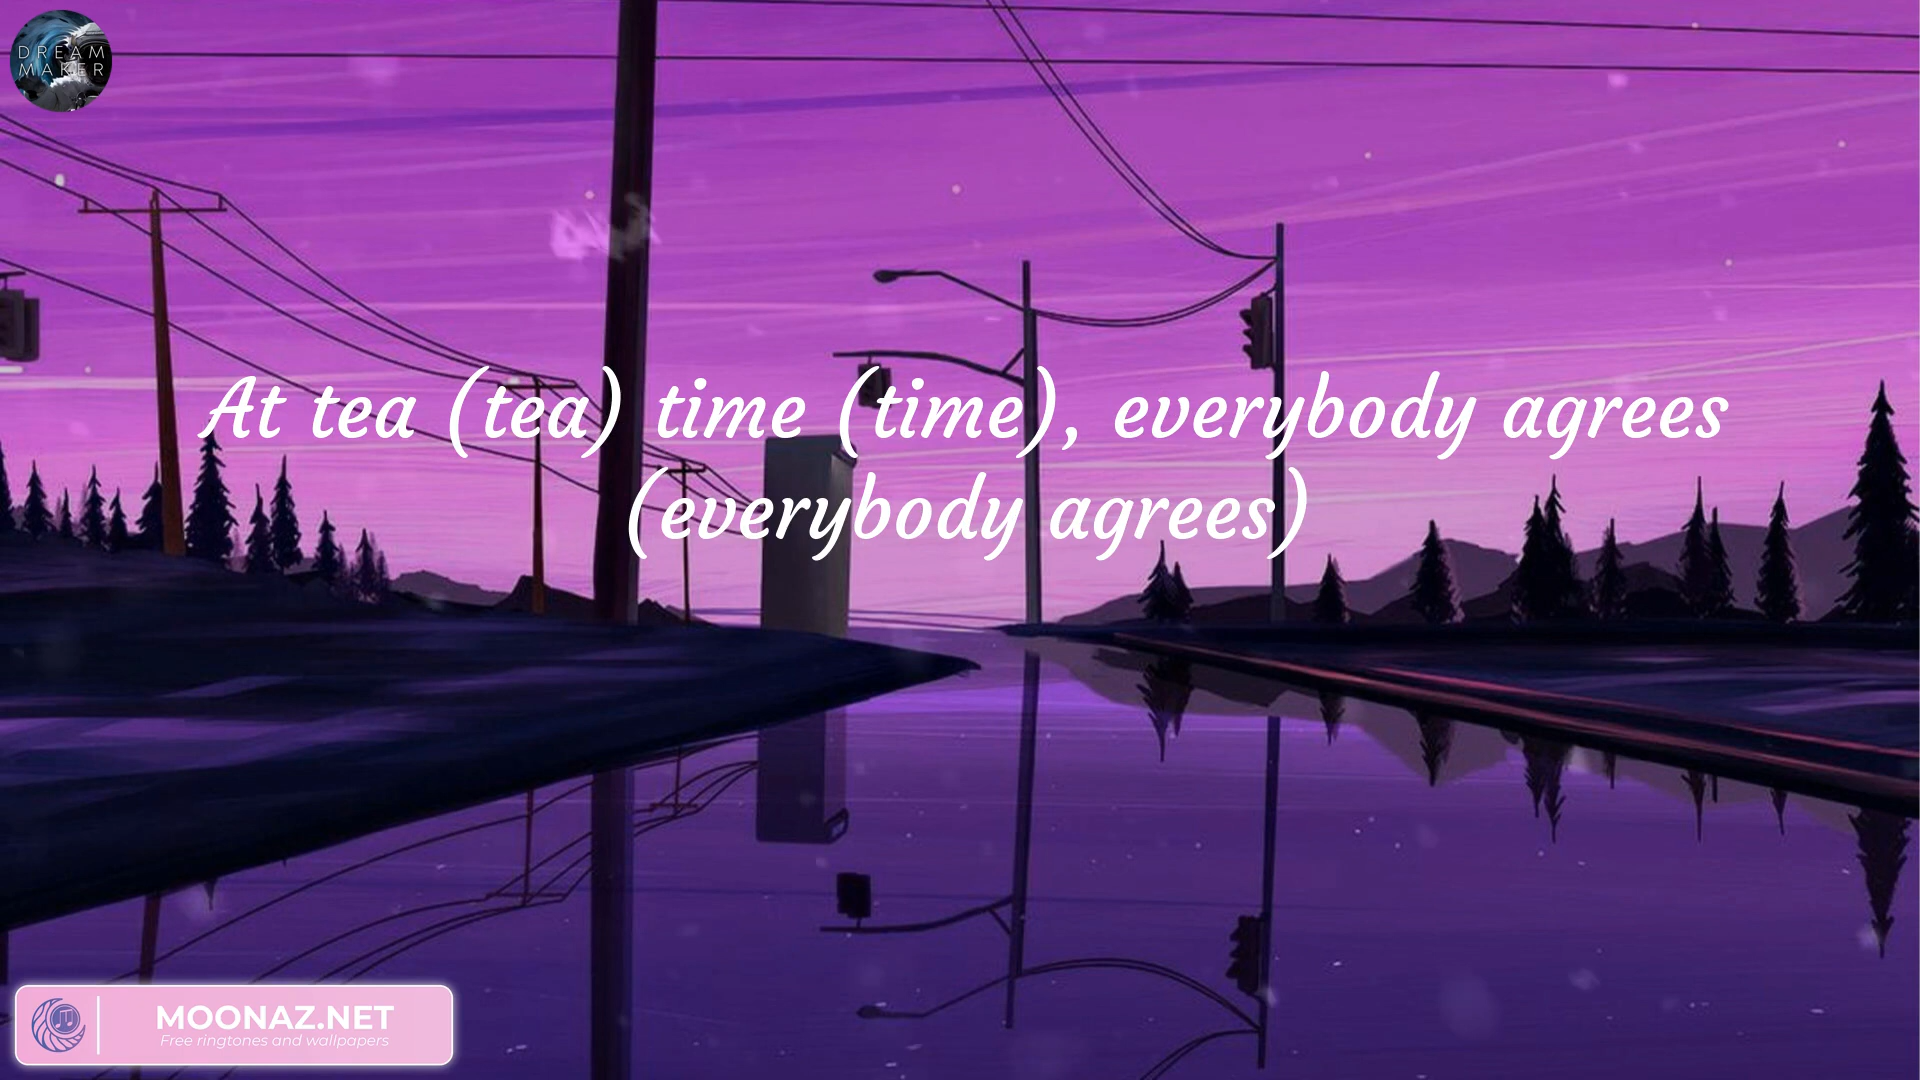 DREAM
MAKER
At tea (tea) time (time), everybody agrees
(everybody agrees)
MOONAZ.NET
Free ringtones and wallpapers